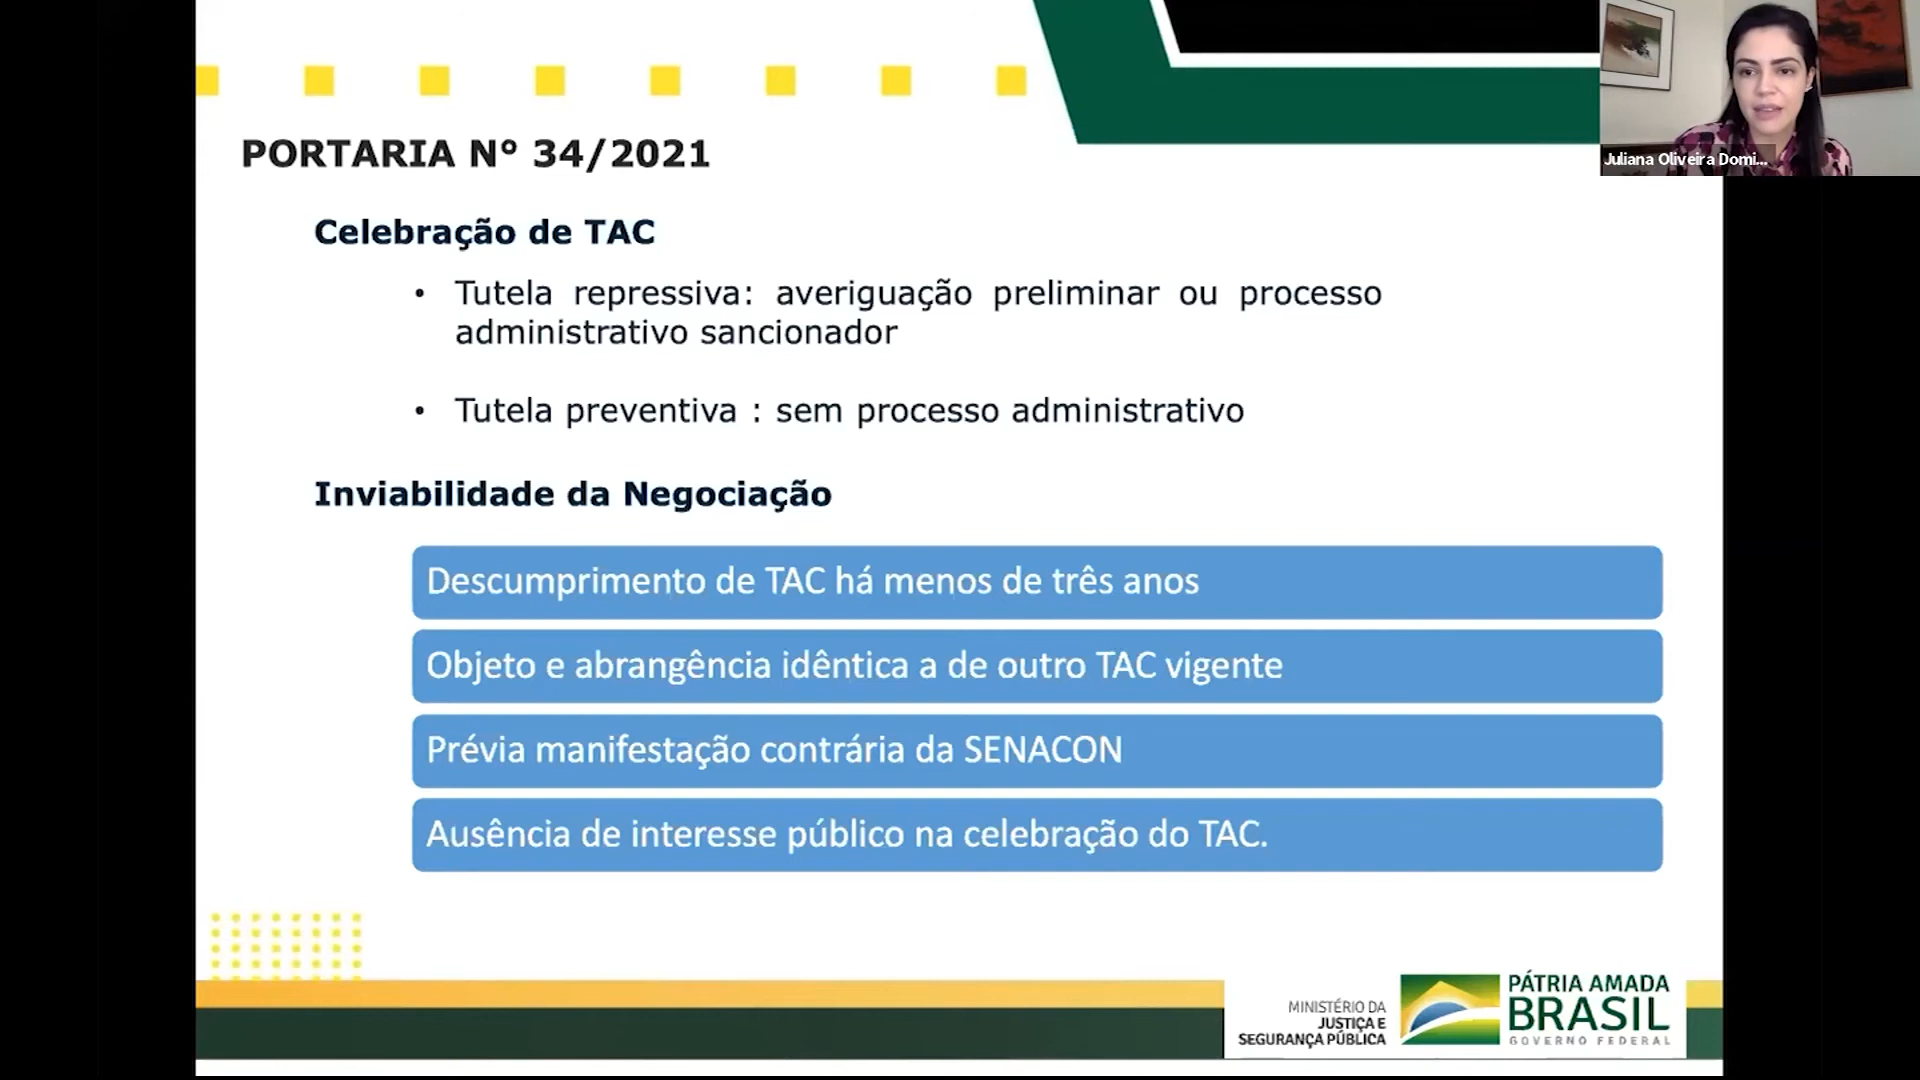 PORTARIA N° 34/2021
Juliana Oliveira Domi...
Celebração de TAC
• Tutela repressiva: averiguação preliminar ou processo
administrativo sancionador
• Tutela preventiva : sem processo administrativo
Inviabilidade da Negociação
Descumprimento de TAC há menos de três anos
Objeto e abrangência idêntica a de outro TAC vigente
Prévia manifestação contrária da SENACON
Ausência de interesse público na celebração do TAC.
MINISTÉRIO DA
JUSTIÇA E
SEGURANÇA PÚBLICA
PÁTRIA AMADA
BRASIL
GOVERNO FEDERAL